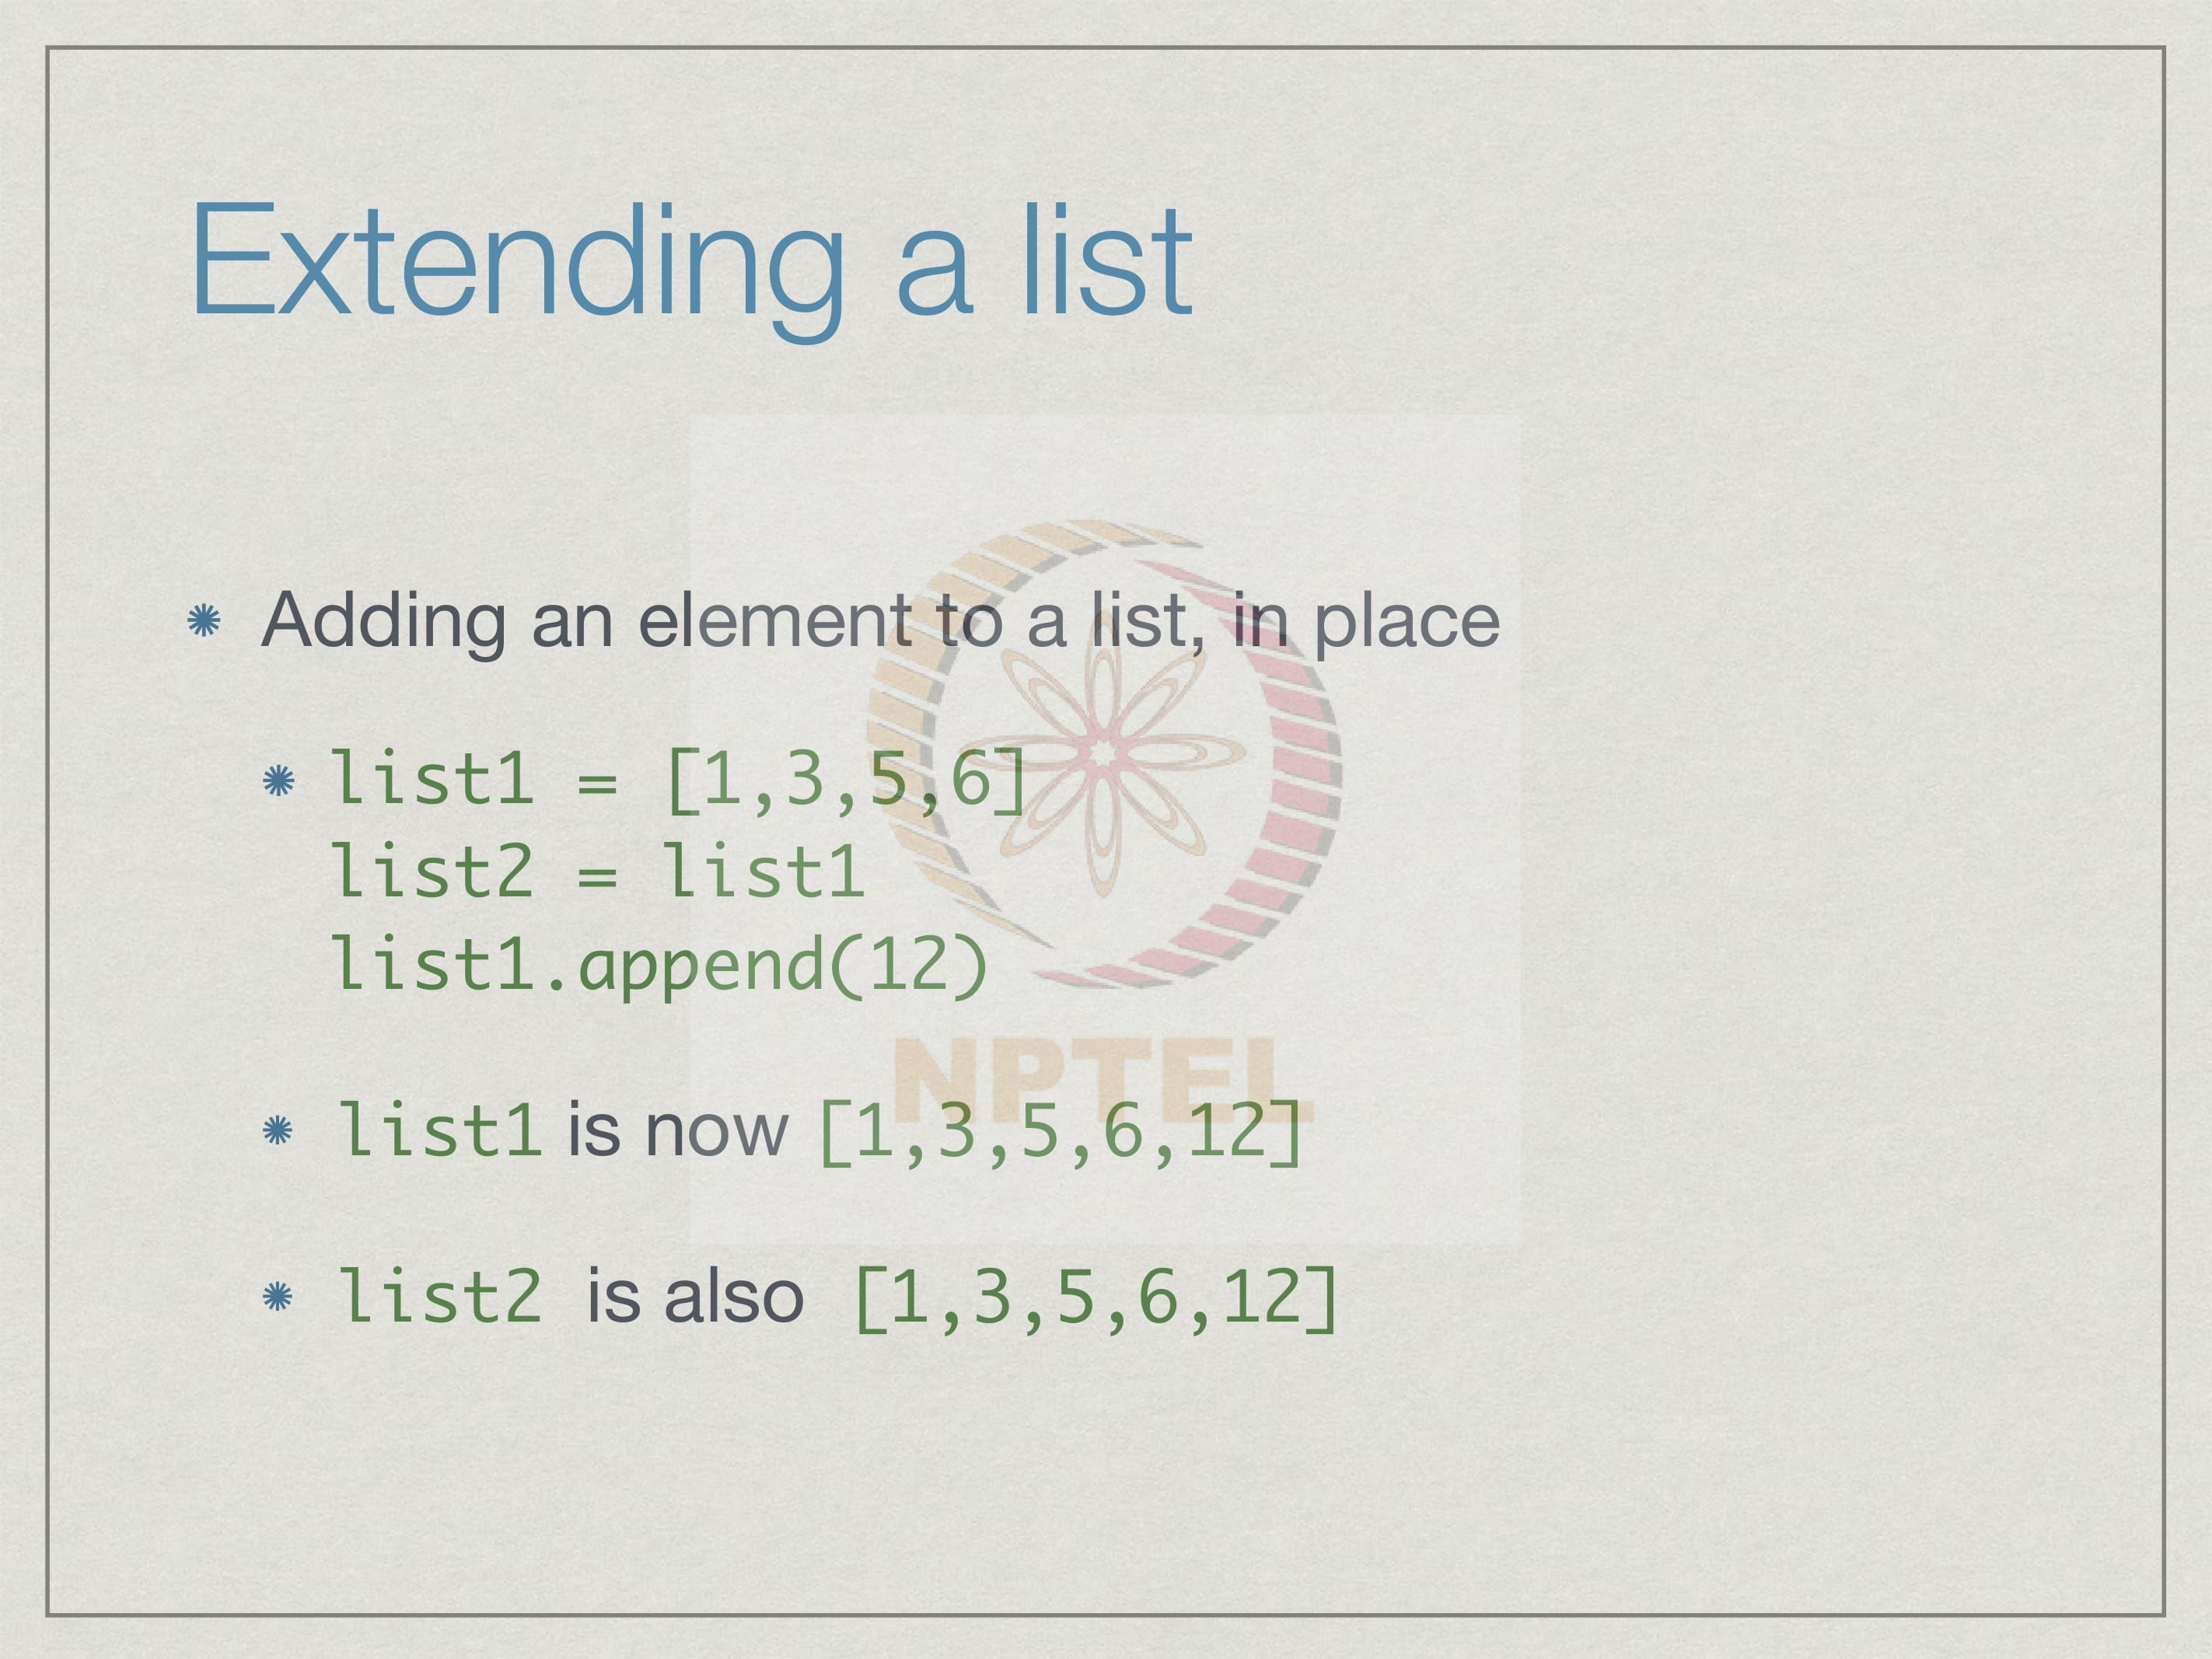 Extending a list
Adding an element to a list, in place
list1 = [1,3,5,6]
list2 = list1
list1.append(12)
NPTEL
list1 is now [1,3,5,6,12]
list2 is also [1,3,5,6,12]